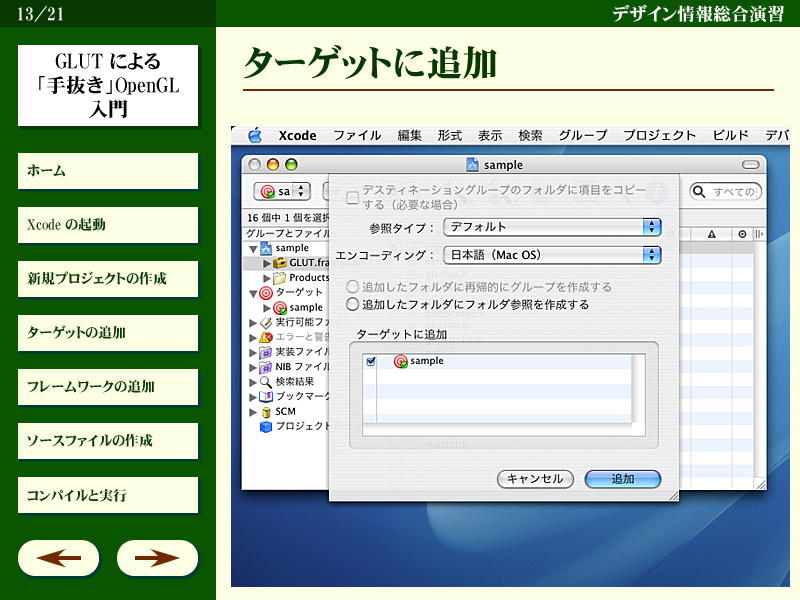 13/21
デザイン情報総合演習
GLUT による
「手抜き」OpenGL
入門
ホーム
Xcode の起動
新規プロジェクトの作成
ターゲットの追加
フレームワークの追加
ソースファイルの作成
コンパイルと実行
ターゲットに追加
Xcode ファイル 編集 形式 表示 検索 グループ プロジェクト ビルド デバ
sample
sa
すべての
16 個中 1 個を選択
グループとファイル
sample
GLUT.fra
Products
ターゲット
sample
実行可能ファ
エラーと警告
実装ファイル
NIB ファイル
検索結果
ブックマーク
SCM
プロジェクトの
デスティネーショングループのフォルダに項目をコピー
する（必要な場合）
参照タイプ： デフォルト
エンコーディング： 日本語（Mac OS）
追加したフォルダに再帰的にグループを作成する
追加したフォルダにフォルダ参照を作成する
ターゲットに追加
sample
キャンセル 追加